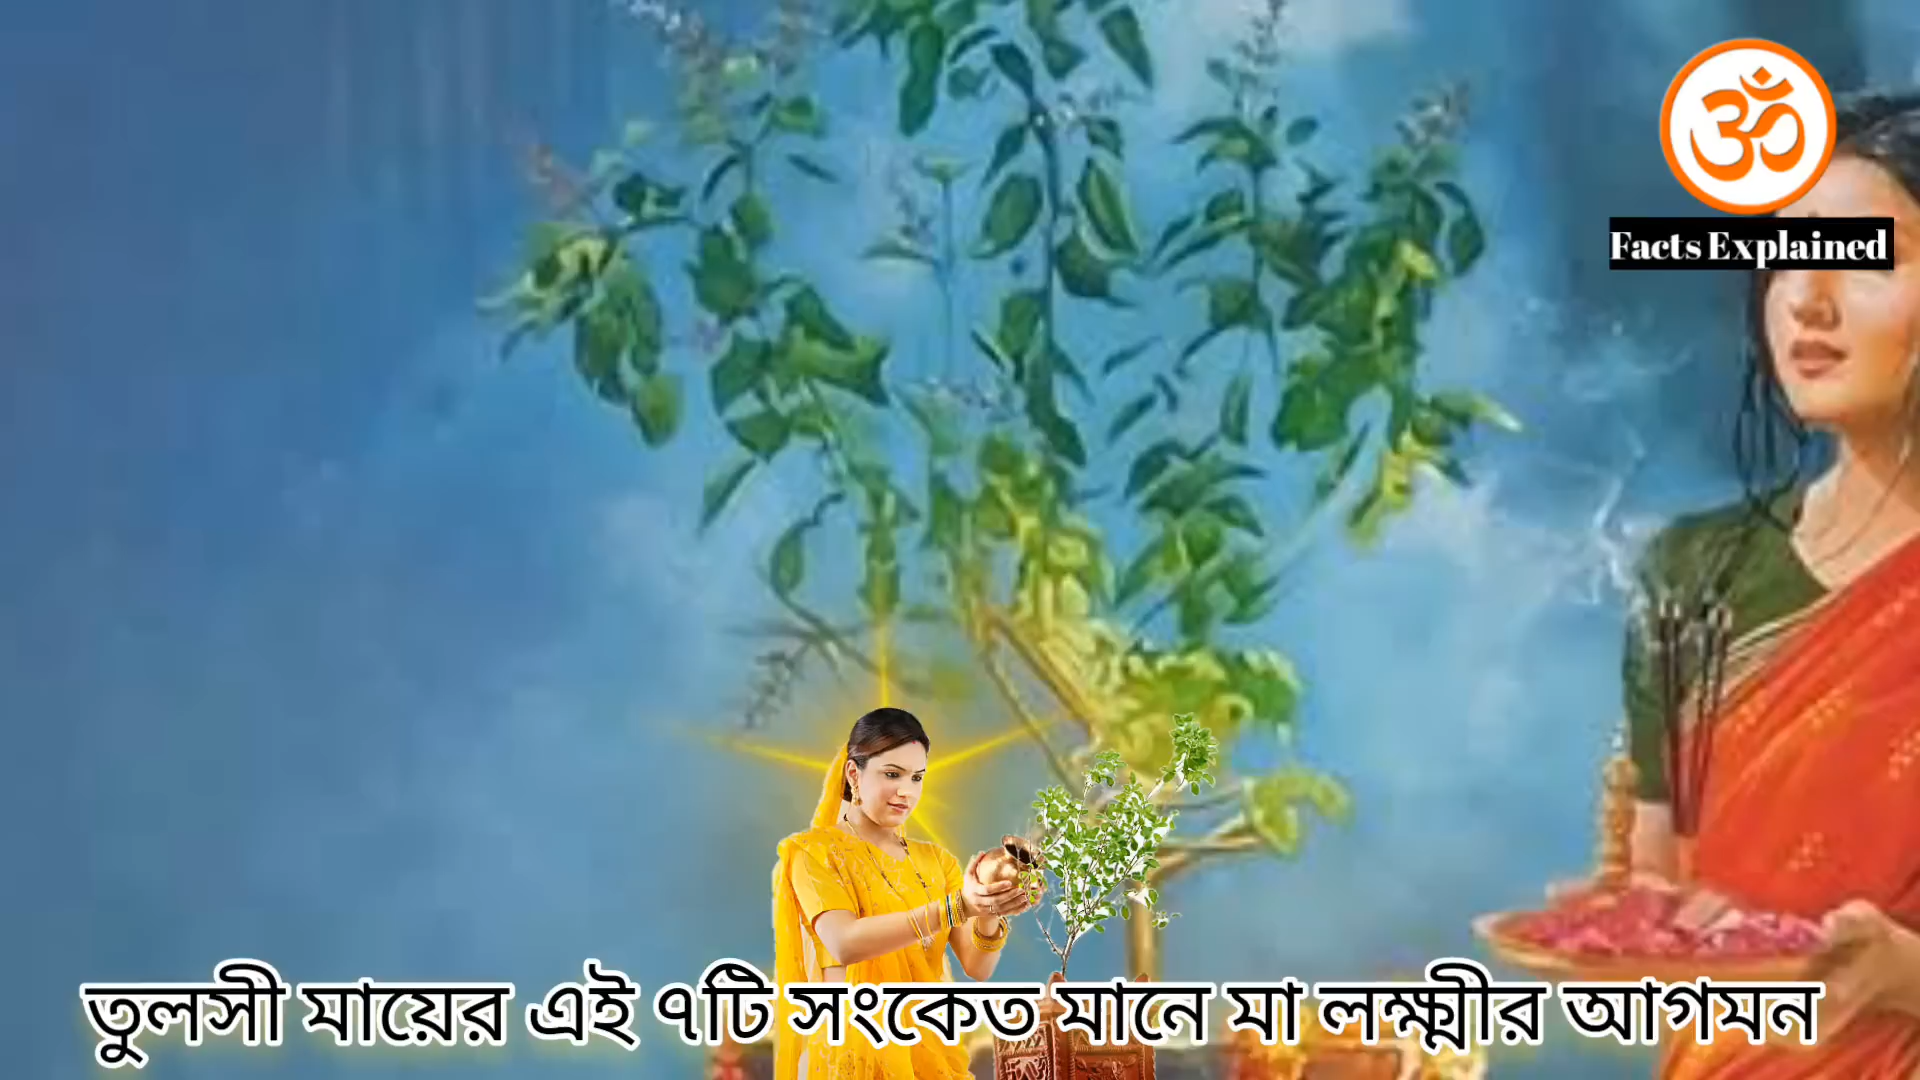 ॐ
Facts Explained
তুলসী মায়ের এই ৭টি সংকেত মানে মা লক্ষ্মীর আগমন